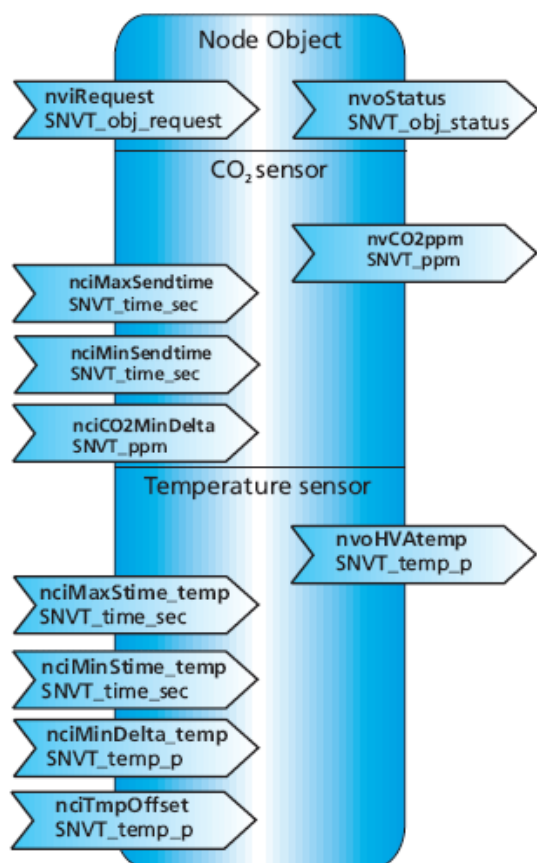 Node Object
nviRequest
SNVT_obj_request
nvoStatus
SNVT_obj_status
CO₂ sensor
nvCO2ppm
SNVT_ppm
nciMaxSendtime
SNVT_time_sec
nciMinSendtime
SNVT_time_sec
nciCO2MinDelta
SNVT_ppm
Temperature sensor
nvoHVAtemp
SNVT_temp_p
nciMaxStime_temp
SNVT_time_sec
nciMinStime_temp
SNVT_time_sec
nciMinDelta_temp
SNVT_temp_p
nciTmpOffset
SNVT_temp_p